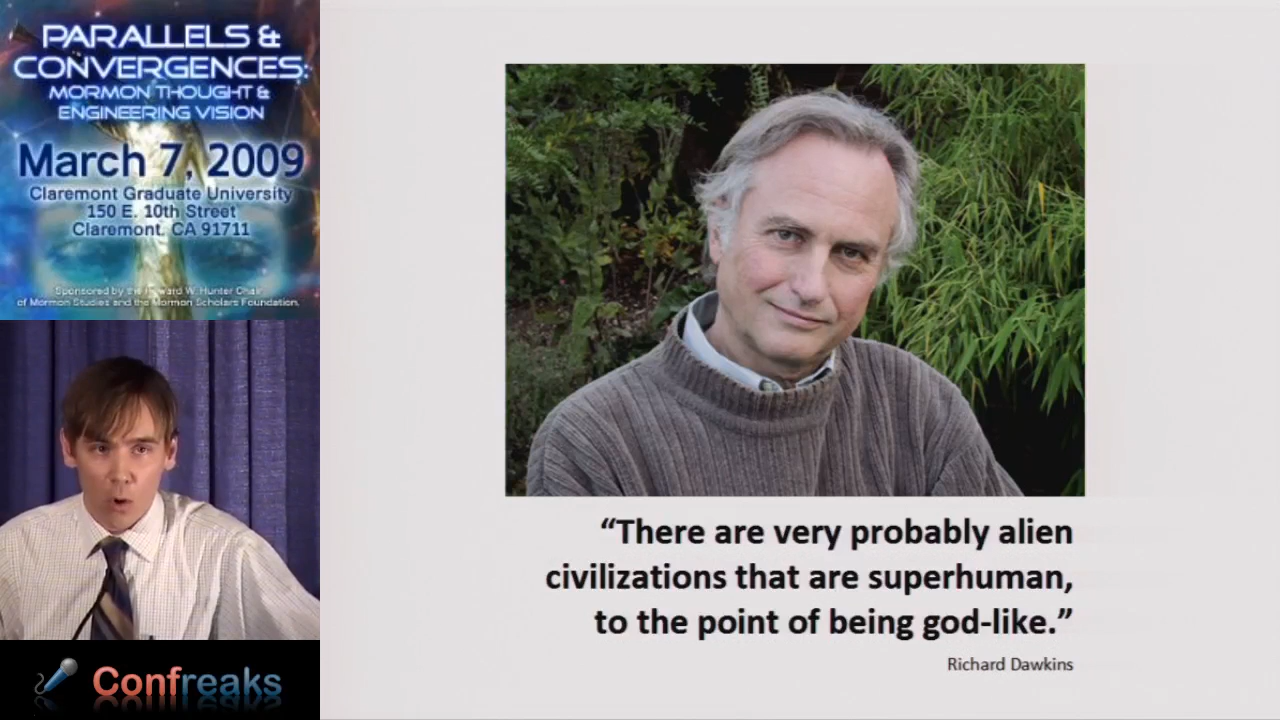 PARALLELS &
CONVERGENCES:
MORMON THOUGHT &
ENGINEERING VISION
March 7, 2009
Claremont Graduate University
150 E. 10th Street
Claremont, CA 91711
Sponsored by the Howard W. Hunter Chair
of Mormon Studies and the Mormon Scholars Foundation.
Confreaks
“There are very probably alien
civilizations that are superhuman,
to the point of being god-like.”
Richard Dawkins